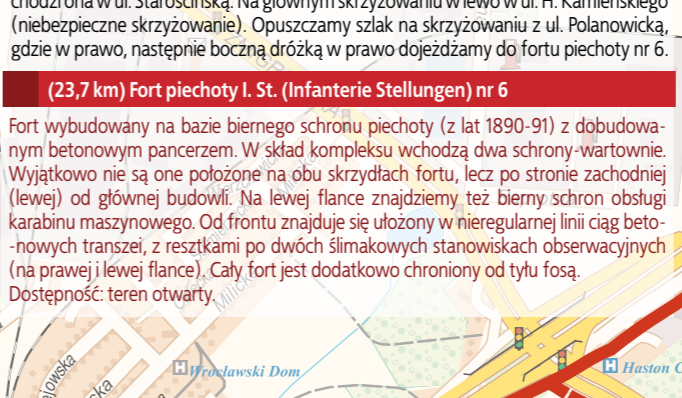 chodzrona w ul. Starościńską. Na głównym skrzyżowaniu w lewo w ul. H. Kamieńskiego
(niebezpieczne skrzyżowanie). Opuszczamy szlak na skrzyżowaniu z ul. Polanowicką,
gdzie w prawo, następnie boczną dróżką w prawo dojeżdżamy do fortu piechoty nr 6.
(23,7 km) Fort piechoty I. St. (Infanterie Stellungen) nr 6
Fort wybudowany na bazie biernego schronu piechoty (z lat 1890-91) z dobudowa-
nym betonowym pancerzem. W skład kompleksu wchodzą dwa schrony-wartownie.
Wyjątkowo nie są one położone na obu skrzydłach fortu, lecz po stronie zachodniej
(lewej) od głównej budowli. Na lewej flance znajdziemy też bierny schron obsługi
karabinu maszynowego. Od frontu znajduje się ułożony w nieregularnej linii ciąg beto-
-nowych transzei, z resztkami po dwóch ślimakowych stanowiskach obserwacyjnych
(na prawej i lewej flance). Cały fort jest dodatkowo chroniony od tyłu fosą.
Dostępność: teren otwarty.
Milicka
H Wrocławski Dom
H Haston C